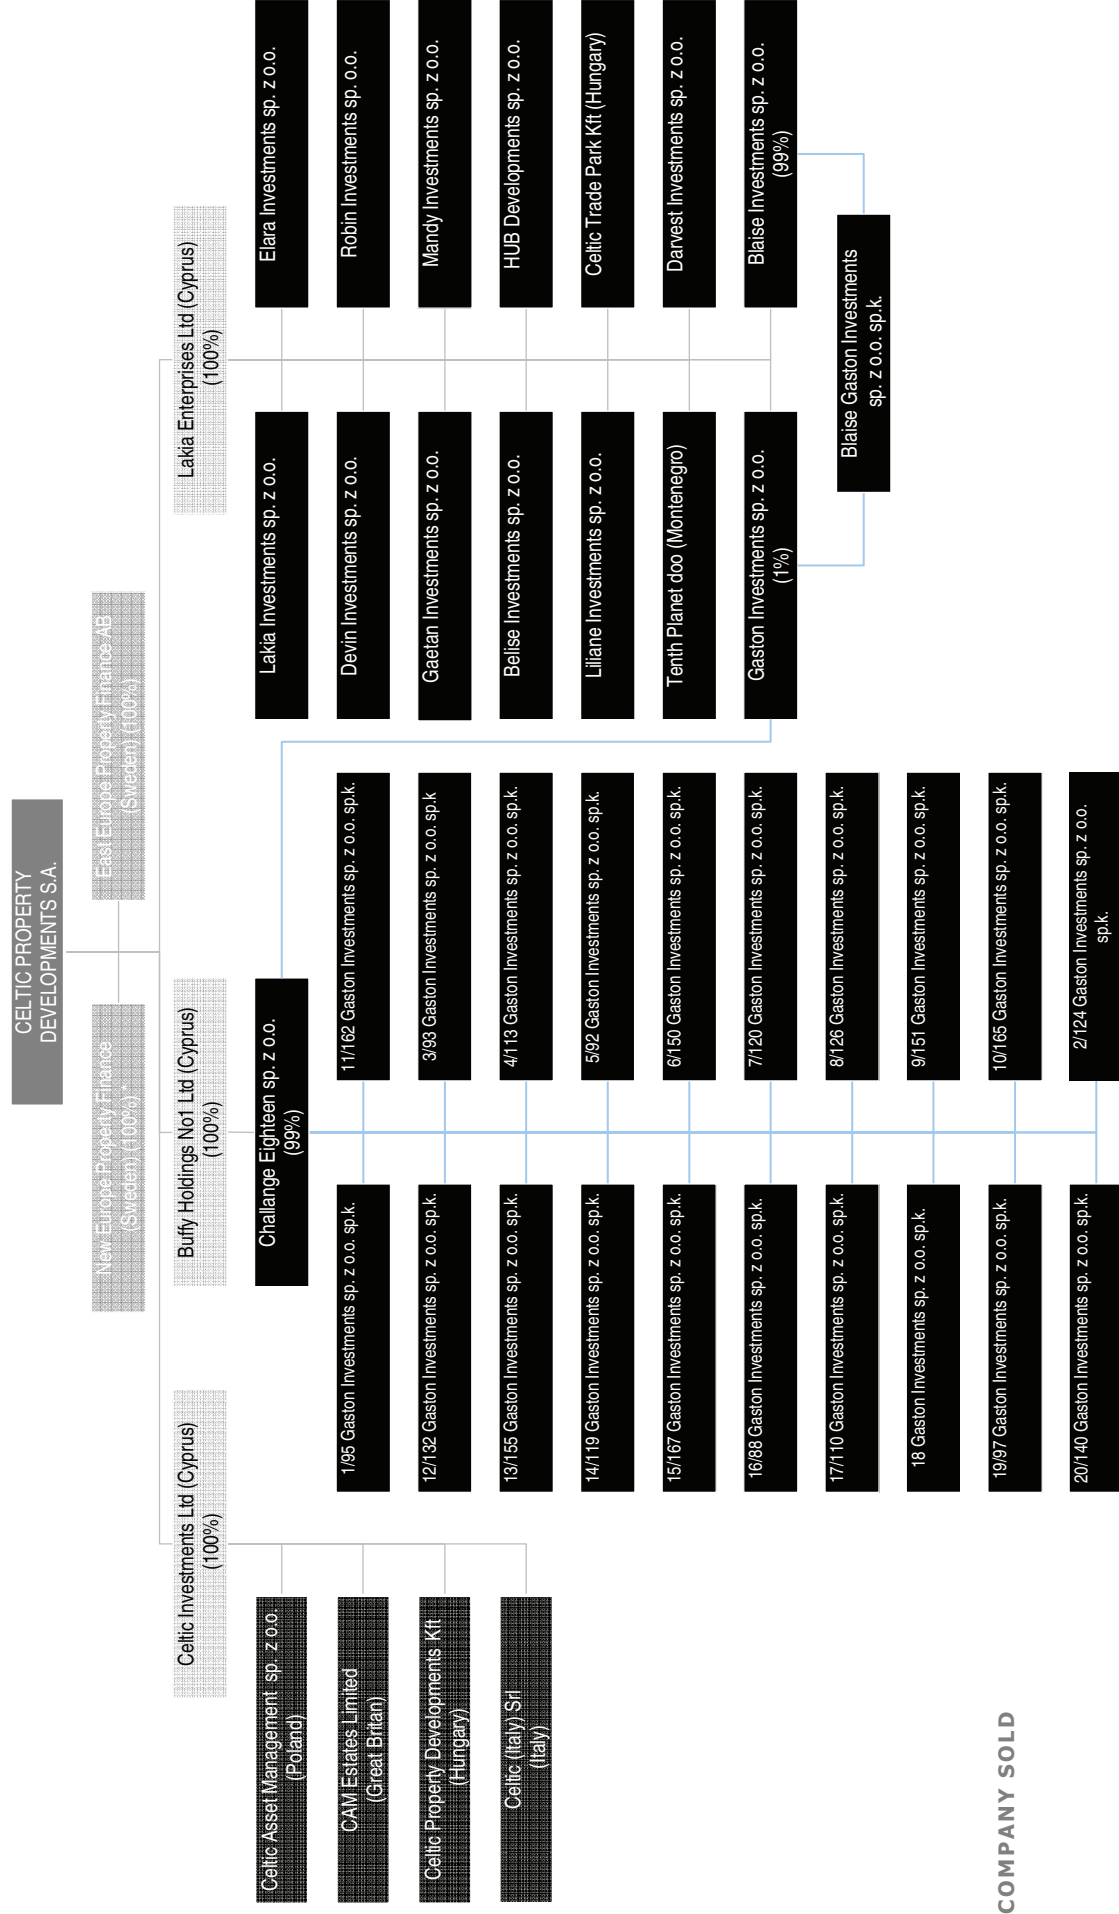 CELTIC PROPERTY
DEVELOPMENTS S.A.
New Europe Property Finance
(Sweden) (100%) *
East Europe Property Finance AB
(Sweden) (100%)
Celtic Investments Ltd (Cyprus)
(100%)
Buffy Holdings No1 Ltd (Cyprus)
(100%)
Lakia Enterprises Ltd (Cyprus)
(100%)
Celtic Asset Management sp. z o.o.
(Poland)
CAM Estates Limited
(Great Britan)
Celtic Property Developments Kft
(Hungary)
Celtic (Italy) Srl
(Italy)
Challange Eighteen sp. z o.o.
(99%)
1/95 Gaston Investments sp. z o.o. sp.k.
11/162 Gaston Investments sp. z o.o. sp.k.
12/132 Gaston Investments sp. z o.o. sp.k.
3/93 Gaston Investments sp. z o.o. sp.k
13/155 Gaston Investments sp. z o.o. sp.k.
4/113 Gaston Investments sp. z o.o. sp.k.
14/119 Gaston Investments sp. z o.o. sp.k.
5/92 Gaston Investments sp. z o.o. sp.k.
15/167 Gaston Investments sp. z o.o. sp.k.
6/150 Gaston Investments sp. z o.o. sp.k.
16/88 Gaston Investments sp. z o.o. sp.k.
7/120 Gaston Investments sp. z o.o. sp.k.
17/110 Gaston Investments sp. z o.o. sp.k.
8/126 Gaston Investments sp. z o.o. sp.k.
18 Gaston Investments sp. z o.o. sp.k.
9/151 Gaston Investments sp. z o.o. sp.k.
19/97 Gaston Investments sp. z o.o. sp.k.
10/165 Gaston Investments sp. z o.o. sp.k.
20/140 Gaston Investments sp. z o.o. sp.k.
2/124 Gaston Investments sp. z o.o.
sp.k.
Lakia Investments sp. z o.o.
Elara Investments sp. z o.o.
Devin Investments sp. z o.o.
Robin Investments sp. o.o.
Gaetan Investments sp. z o.o.
Mandy Investments sp. z o.o.
Belise Investments sp. z o.o.
HUB Developments sp. z o.o.
Liliane Investments sp. z o.o.
Celtic Trade Park Kft (Hungary)
Tenth Planet doo (Montenegro)
Darvest Investments sp. z o.o.
Gaston Investments sp. z o.o.
(1%)
Blaise Investments sp. z o.o.
(99%)
Blaise Gaston Investments
sp. z o.o. sp.k.
COMPANY SOLD